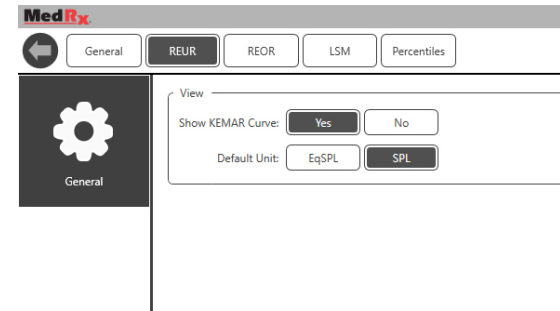 MedRx
General REUR REOR LSM Percentiles
View
Show KEMAR Curve: Yes No
Default Unit: EqSPL SPL
General